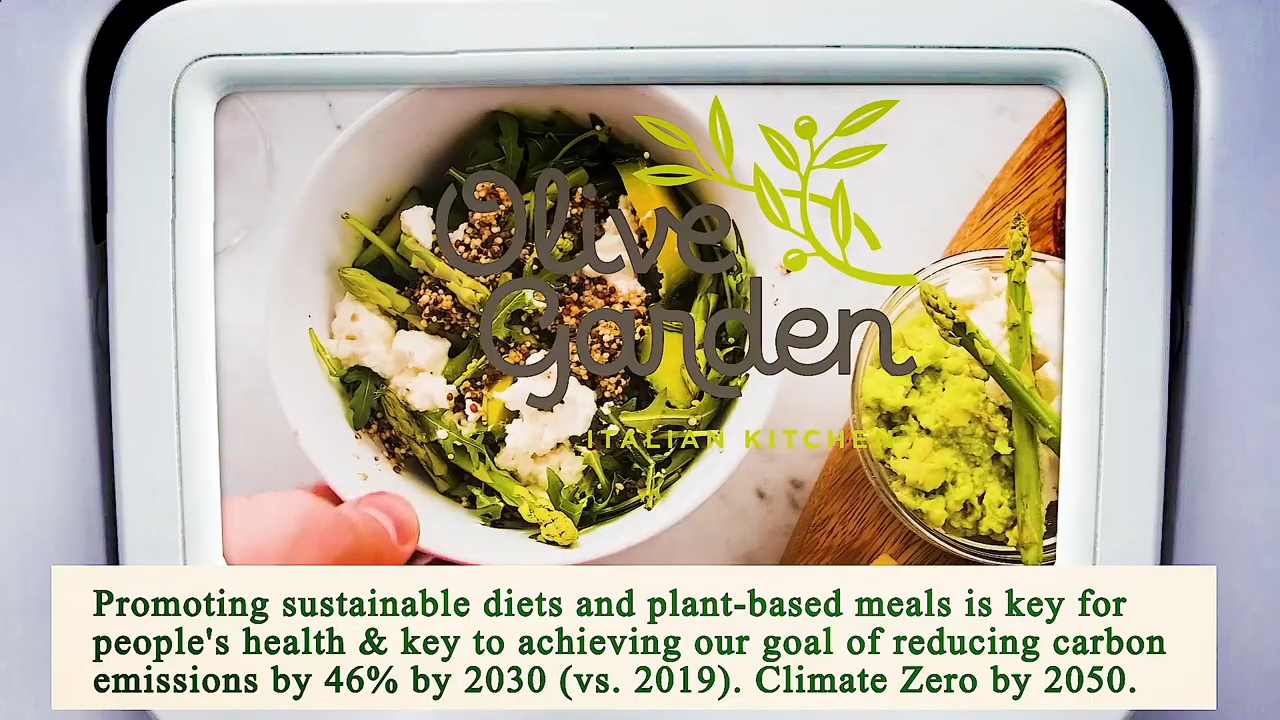 Olive
Garden
ITALIAN KITCHEN
Promoting sustainable diets and plant-based meals is key for
people's health & key to achieving our goal of reducing carbon
emissions by 46% by 2030 (vs. 2019). Climate Zero by 2050.